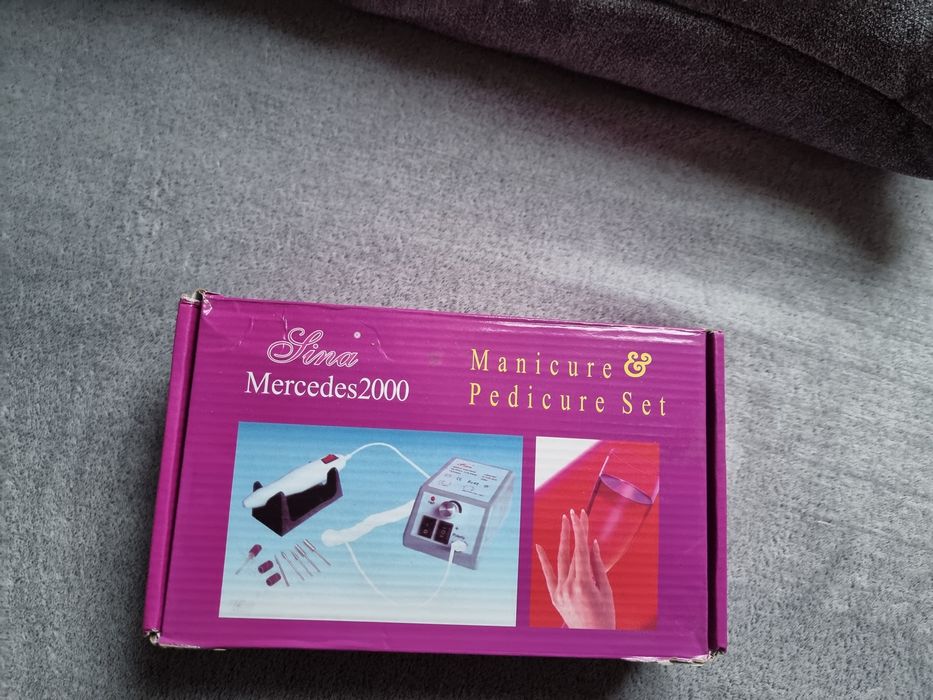 Sina
Mercedes2000
Manicure &
Pedicure Set